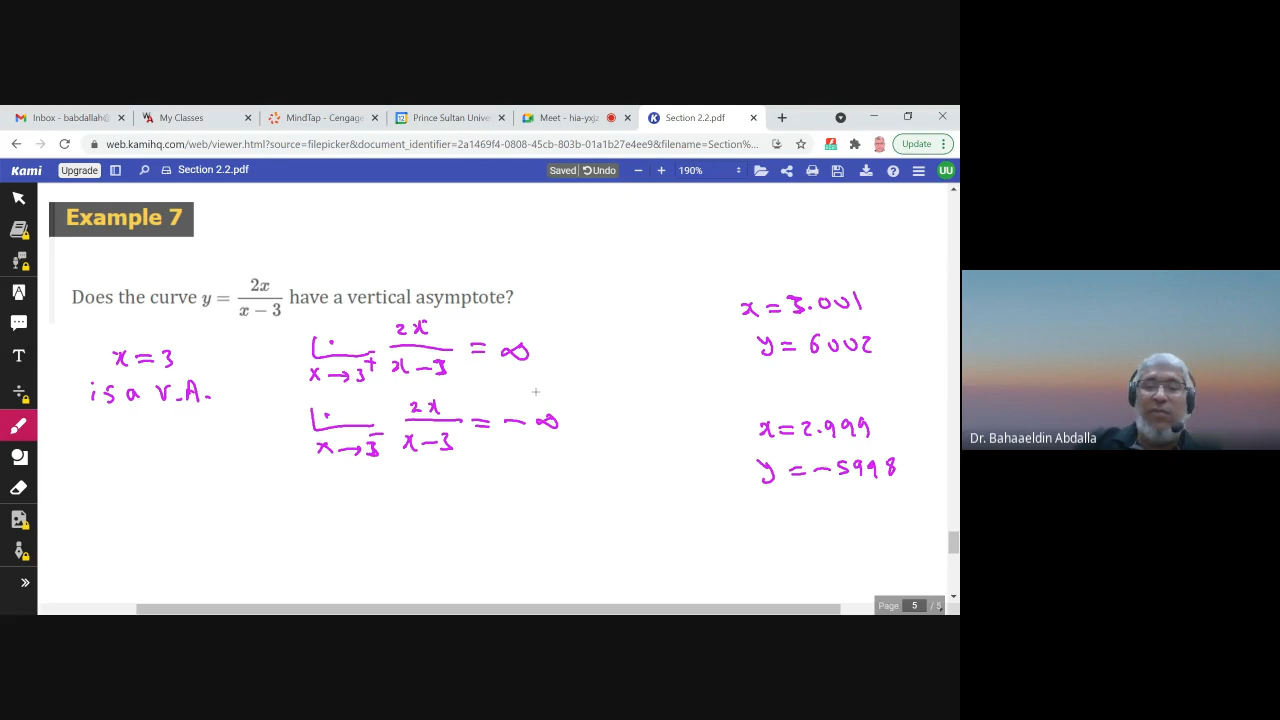 Inbox - babdallah@
My Classes
MindTap - Cengage
Prince Sultan Unive
Meet - hia-yxjz
Section 2.2.pdf
web.kamihq.com/web/viewer.html?source=filepicker&document_identifier=2a1469f4-0808-45cb-803b-01a1b27e4ee9&filename=Section%...
Update
Kami
Upgrade
Section 2.2.pdf
Saved
Undo
190%
UU
Example 7
Does the curve y = 2x / (x − 3) have a vertical asymptote?
x = 3
is a V.A.
Lim x→3⁺ 2x / (x−3) = ∞
Lim x→3⁻ 2x / (x−3) = −∞
x = 3.001
y = 6002
x = 2.999
y = −5998
Dr. Bahaaeldin Abdalla
Page 5 / 5